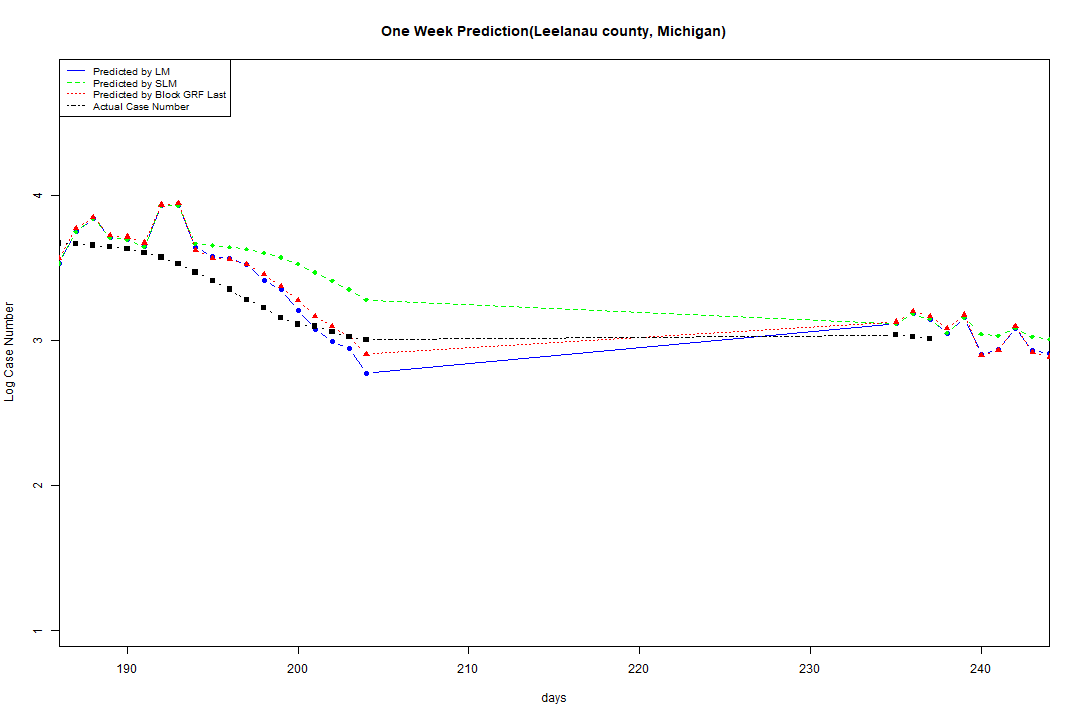 One Week Prediction(Leelanau county, Michigan)
Predicted by LM
Predicted by SLM
Predicted by Block GRF Last
Actual Case Number
Log Case Number
4
3
2
1
190 200 210 220 230 240
days